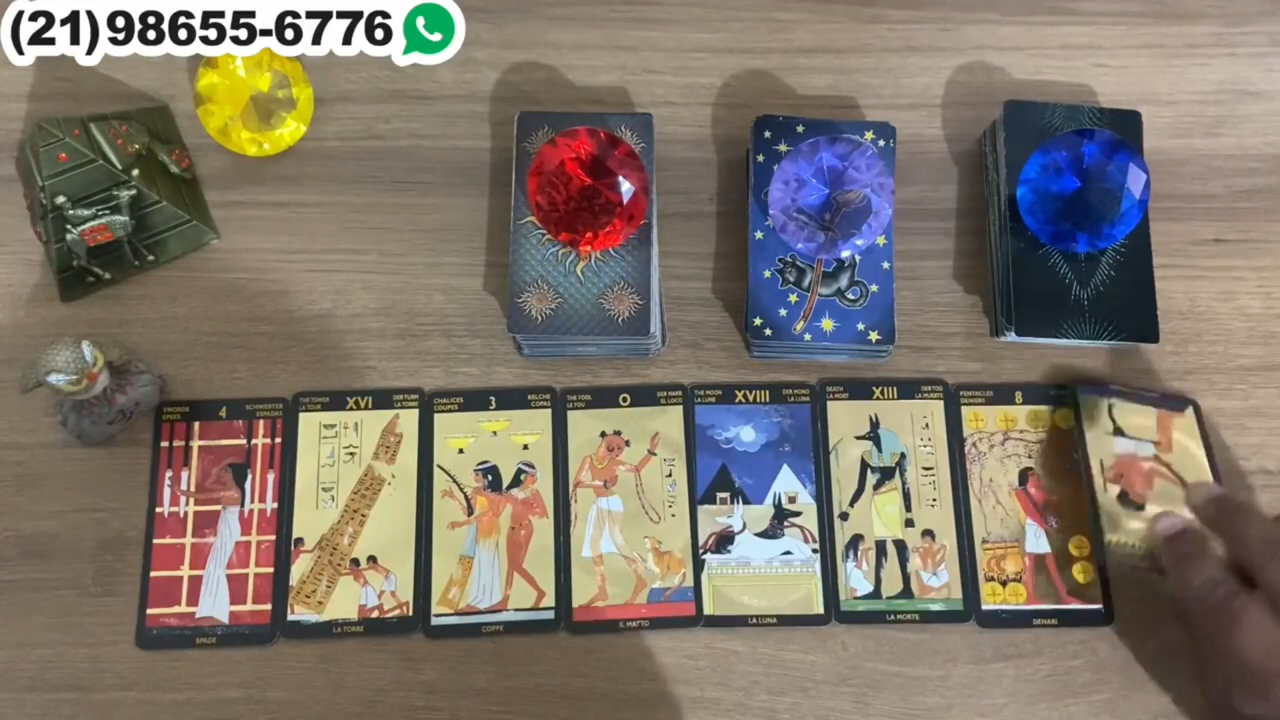 (21)98655-6776
SWORDS
EPEES
4
SCHWERTER
ESPADAS
SPADE
THE TOWER
LA TOUR
XVI
DER TURM
LA TORRE
LA TORRE
CHALICES
COUPES
3
KELCHE
COPAS
COPPE
THE FOOL
LE FOU
0
DER NARR
EL LOCO
IL MATTO
THE MOON
LA LUNE
XVIII
DER MOND
LA LUNA
LA LUNA
DEATH
LA MORT
XIII
DER TOD
LA MUERTE
LA MORTE
PENTACLES
DENIERS
8
DENARI